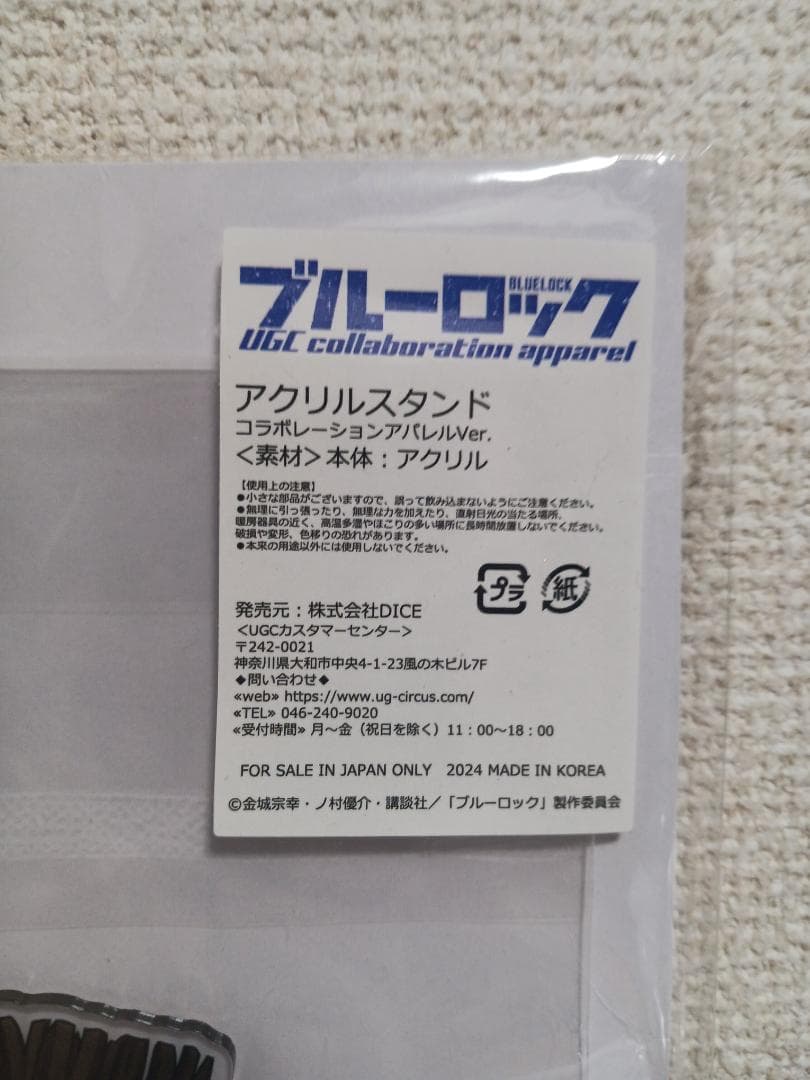 ブルーロック
BLUELOCK
UGC collaboration apparel
アクリルスタンド
コラボレーションアパレルVer.
＜素材＞本体：アクリル
【使用上の注意】
●小さな部品がございますので、誤って飲み込まないようにご注意ください。
●無理に引っ張ったり、無理な力を加えたり、直射日光の当たる場所、
暖房器具の近く、高温多湿やほこりの多い場所に長時間放置しないでください。
破損や変形、色移りの恐れがあります。
●本来の用途以外には使用しないでください。
プラ
紙
発売元：株式会社DICE
＜UGCカスタマーセンター＞
〒242-0021
神奈川県大和市中央4-1-23風の木ビル7F
◆問い合わせ◆
≪web≫ https://www.ug-circus.com/
≪TEL≫ 046-240-9020
≪受付時間≫ 月～金（祝日を除く）11：00～18：00
FOR SALE IN JAPAN ONLY 2024 MADE IN KOREA
©金城宗幸・ノ村優介・講談社／「ブルーロック」製作委員会